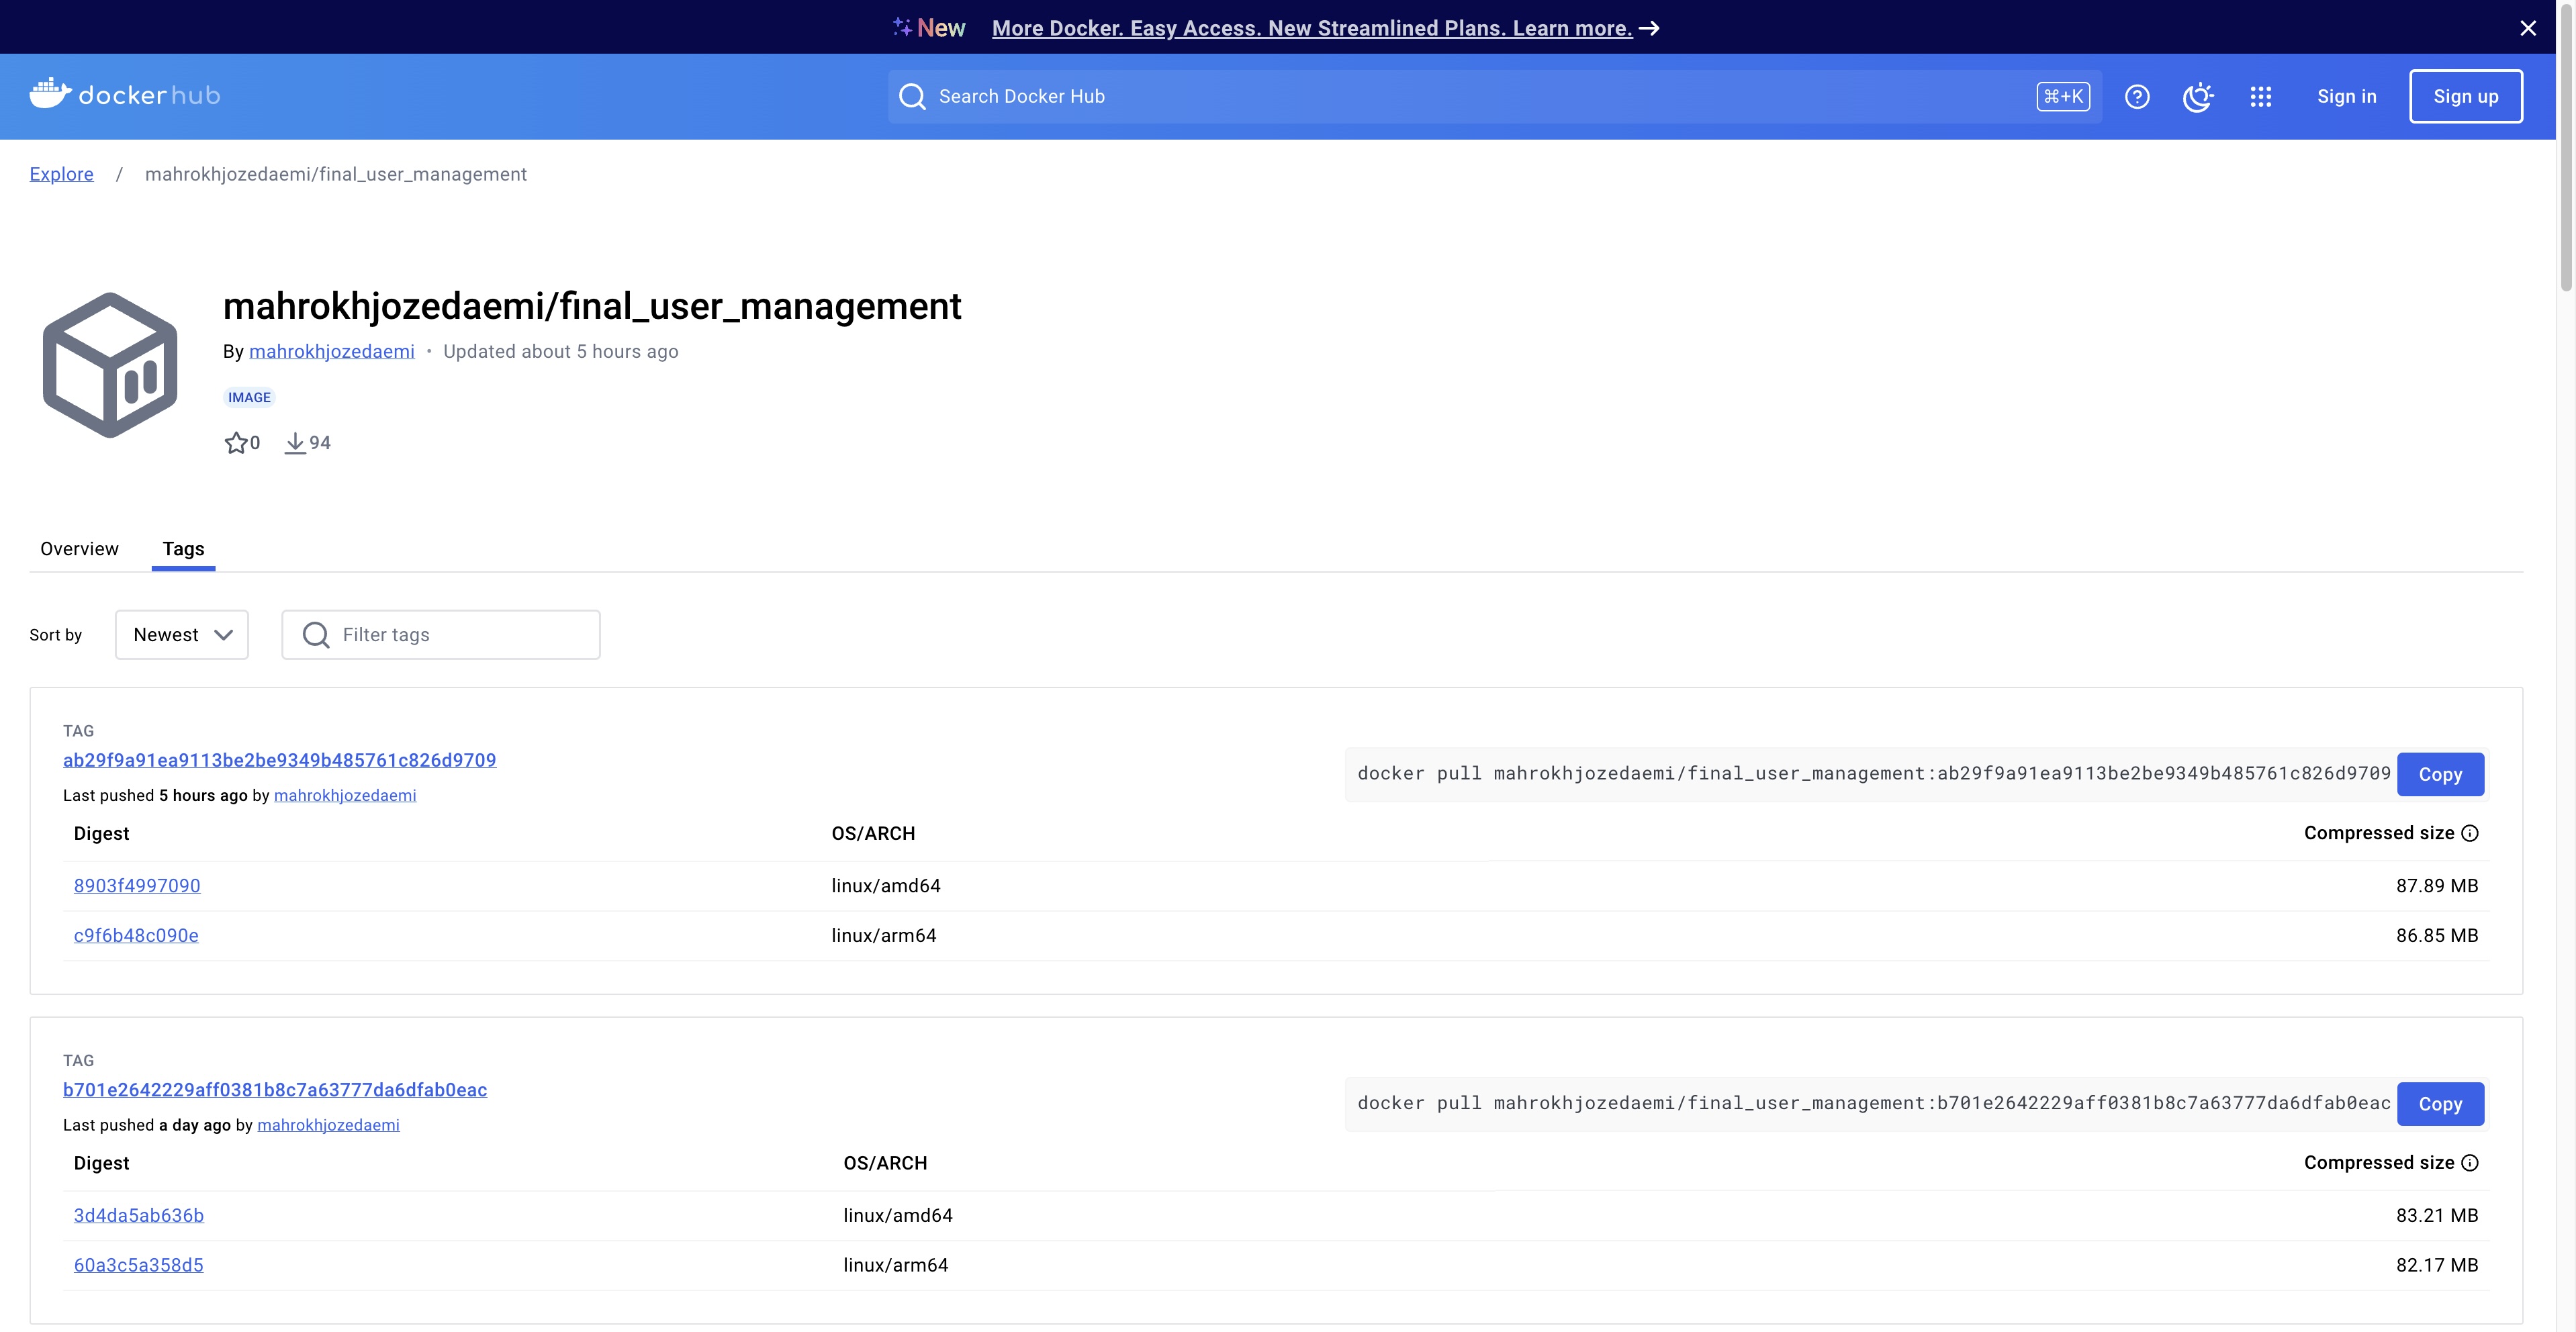 New More Docker. Easy Access. New Streamlined Plans. Learn more.
dockerhub Search Docker Hub ⌘+K Sign in Sign up
Explore / mahrokhjozedaemi/final_user_management
mahrokhjozedaemi/final_user_management
By mahrokhjozedaemi • Updated about 5 hours ago
IMAGE
0 94
Overview Tags
Sort by Newest Filter tags
TAG
ab29f9a91ea9113be2be9349b485761c826d9709
docker pull mahrokhjozedaemi/final_user_management:ab29f9a91ea9113be2be9349b485761c826d9709 Copy
Last pushed 5 hours ago by mahrokhjozedaemi
Digest OS/ARCH Compressed size
8903f4997090 linux/amd64 87.89 MB
c9f6b48c090e linux/arm64 86.85 MB
TAG
b701e2642229aff0381b8c7a63777da6dfab0eac
docker pull mahrokhjozedaemi/final_user_management:b701e2642229aff0381b8c7a63777da6dfab0eac Copy
Last pushed a day ago by mahrokhjozedaemi
Digest OS/ARCH Compressed size
3d4da5ab636b linux/amd64 83.21 MB
60a3c5a358d5 linux/arm64 82.17 MB